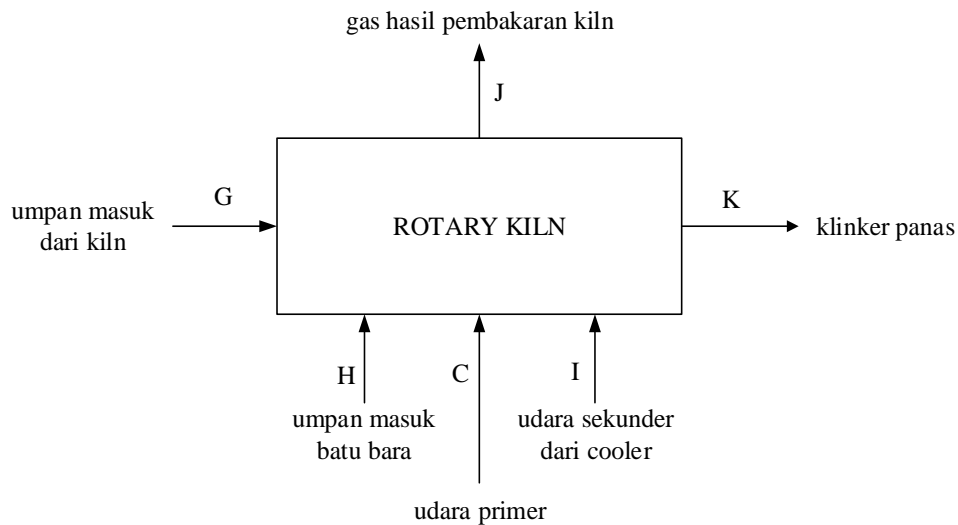 gas hasil pembakaran kiln
J
G
umpan masuk
dari kiln
ROTARY KILN
K
klinker panas
H
C
I
umpan masuk
batu bara
udara sekunder
dari cooler
udara primer